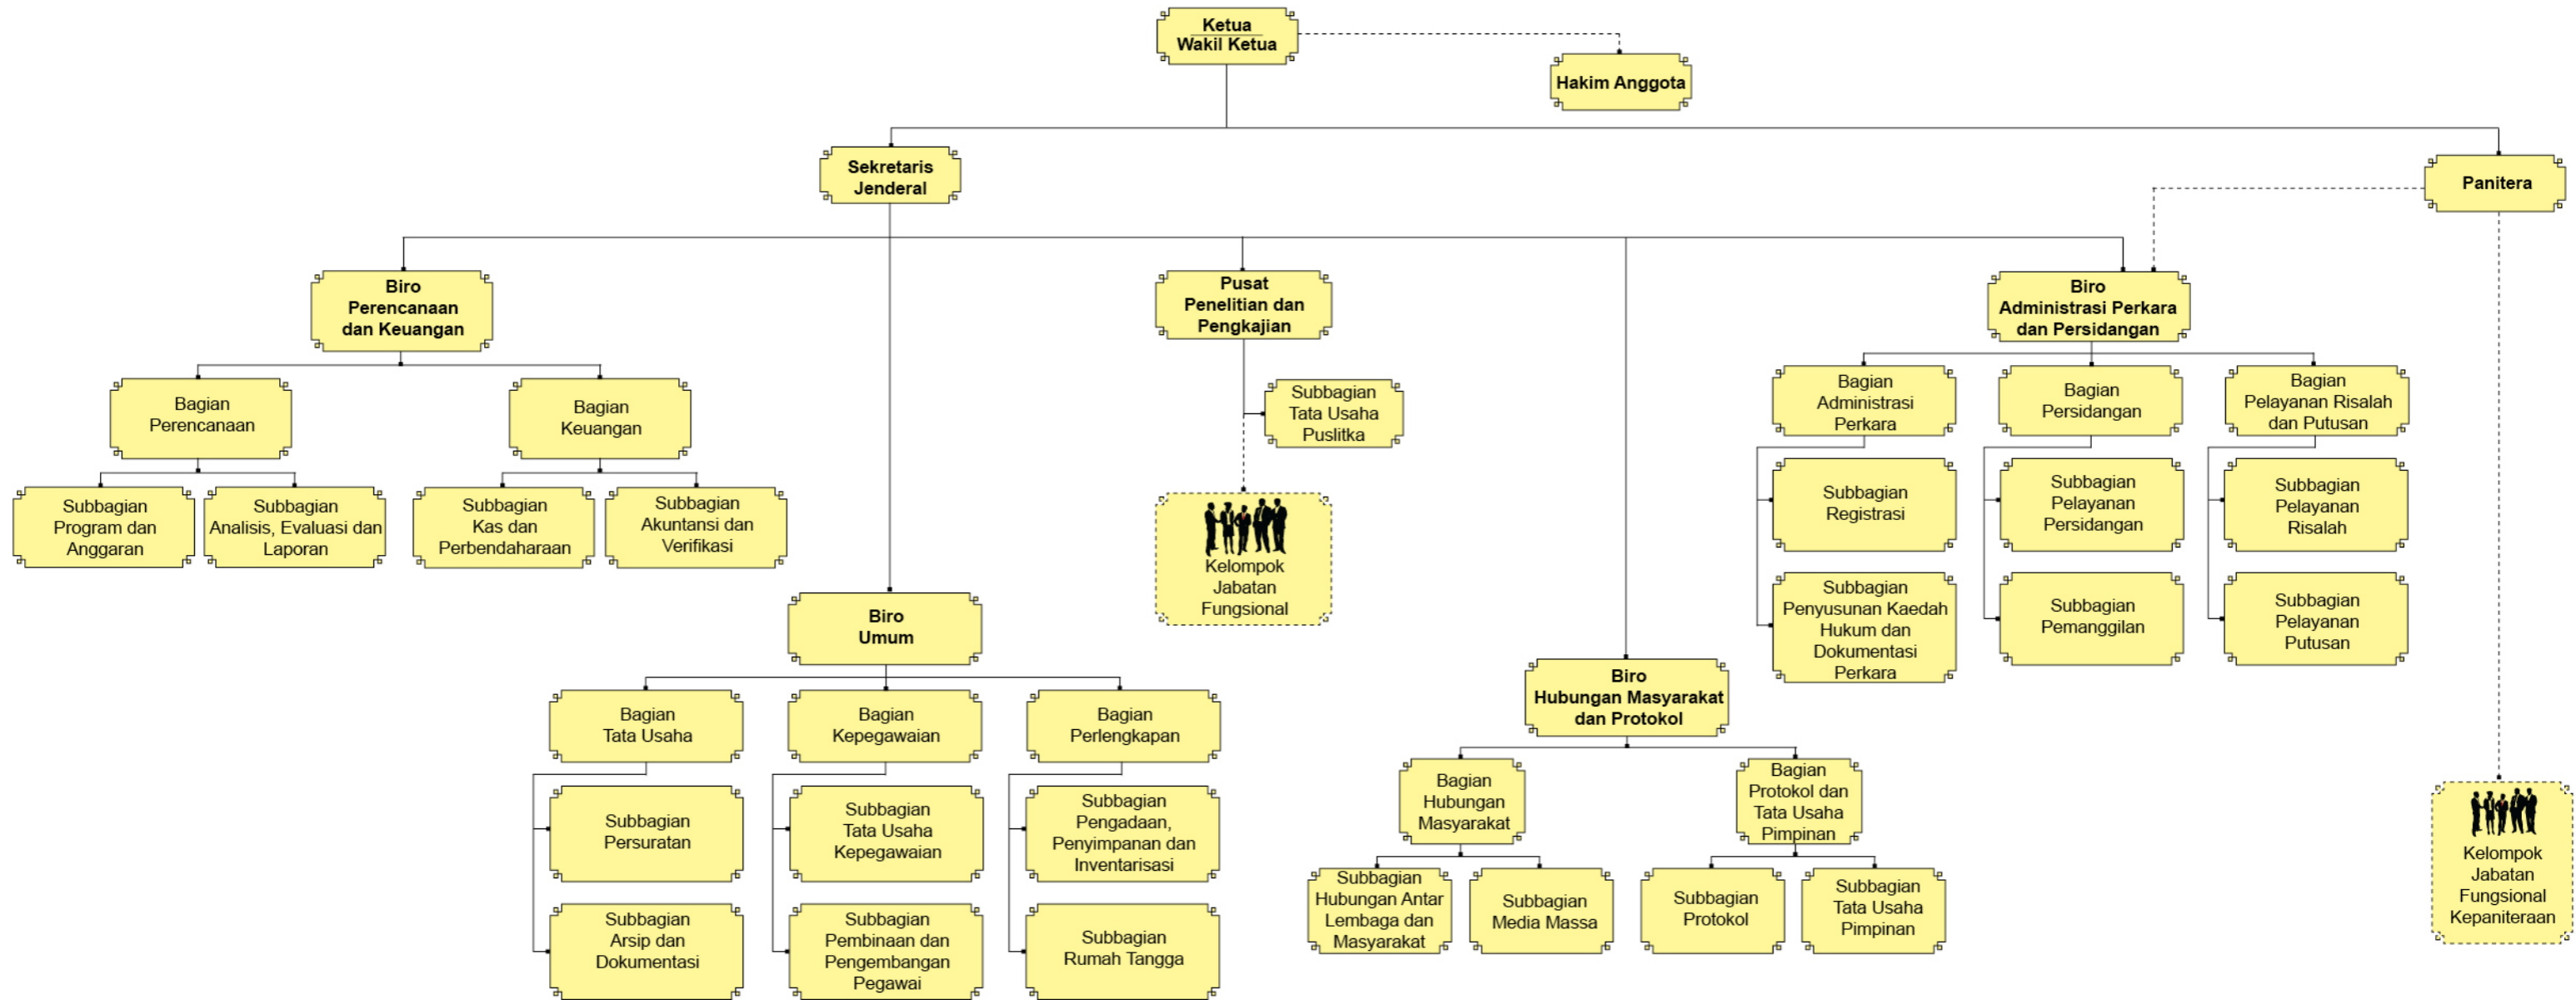 Ketua
Wakil Ketua
Hakim Anggota
Sekretaris
Jenderal
Panitera
Biro
Perencanaan
dan Keuangan
Pusat
Penelitian dan
Pengkajian
Biro
Administrasi Perkara
dan Persidangan
Bagian
Perencanaan
Bagian
Keuangan
Subbagian
Tata Usaha
Puslitka
Bagian
Administrasi
Perkara
Bagian
Persidangan
Bagian
Pelayanan Risalah
dan Putusan
Subbagian
Program dan
Anggaran
Subbagian
Analisis, Evaluasi dan
Laporan
Subbagian
Kas dan
Perbendaharaan
Subbagian
Akuntansi dan
Verifikasi
Kelompok
Jabatan
Fungsional
Subbagian
Registrasi
Subbagian
Pelayanan
Persidangan
Subbagian
Pelayanan
Risalah
Subbagian
Penyusunan Kaedah
Hukum dan
Dokumentasi
Perkara
Subbagian
Pemanggilan
Subbagian
Pelayanan
Putusan
Biro
Umum
Biro
Hubungan Masyarakat
dan Protokol
Bagian
Tata Usaha
Bagian
Kepegawaian
Bagian
Perlengkapan
Bagian
Hubungan
Masyarakat
Bagian
Protokol dan
Tata Usaha
Pimpinan
Subbagian
Persuratan
Subbagian
Tata Usaha
Kepegawaian
Subbagian
Pengadaan,
Penyimpanan dan
Inventarisasi
Subbagian
Hubungan Antar
Lembaga dan
Masyarakat
Subbagian
Media Massa
Subbagian
Protokol
Subbagian
Tata Usaha
Pimpinan
Kelompok
Jabatan
Fungsional
Kepaniteraan
Subbagian
Arsip dan
Dokumentasi
Subbagian
Pembinaan dan
Pengembangan
Pegawai
Subbagian
Rumah Tangga